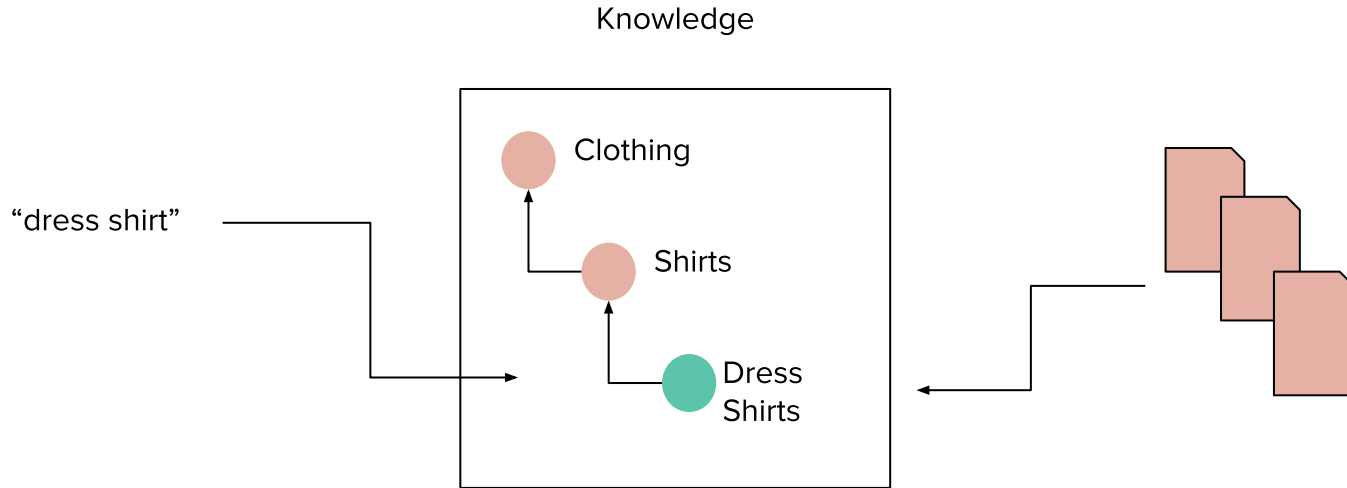 Knowledge
Clothing
“dress shirt”
Shirts
Dress
Shirts